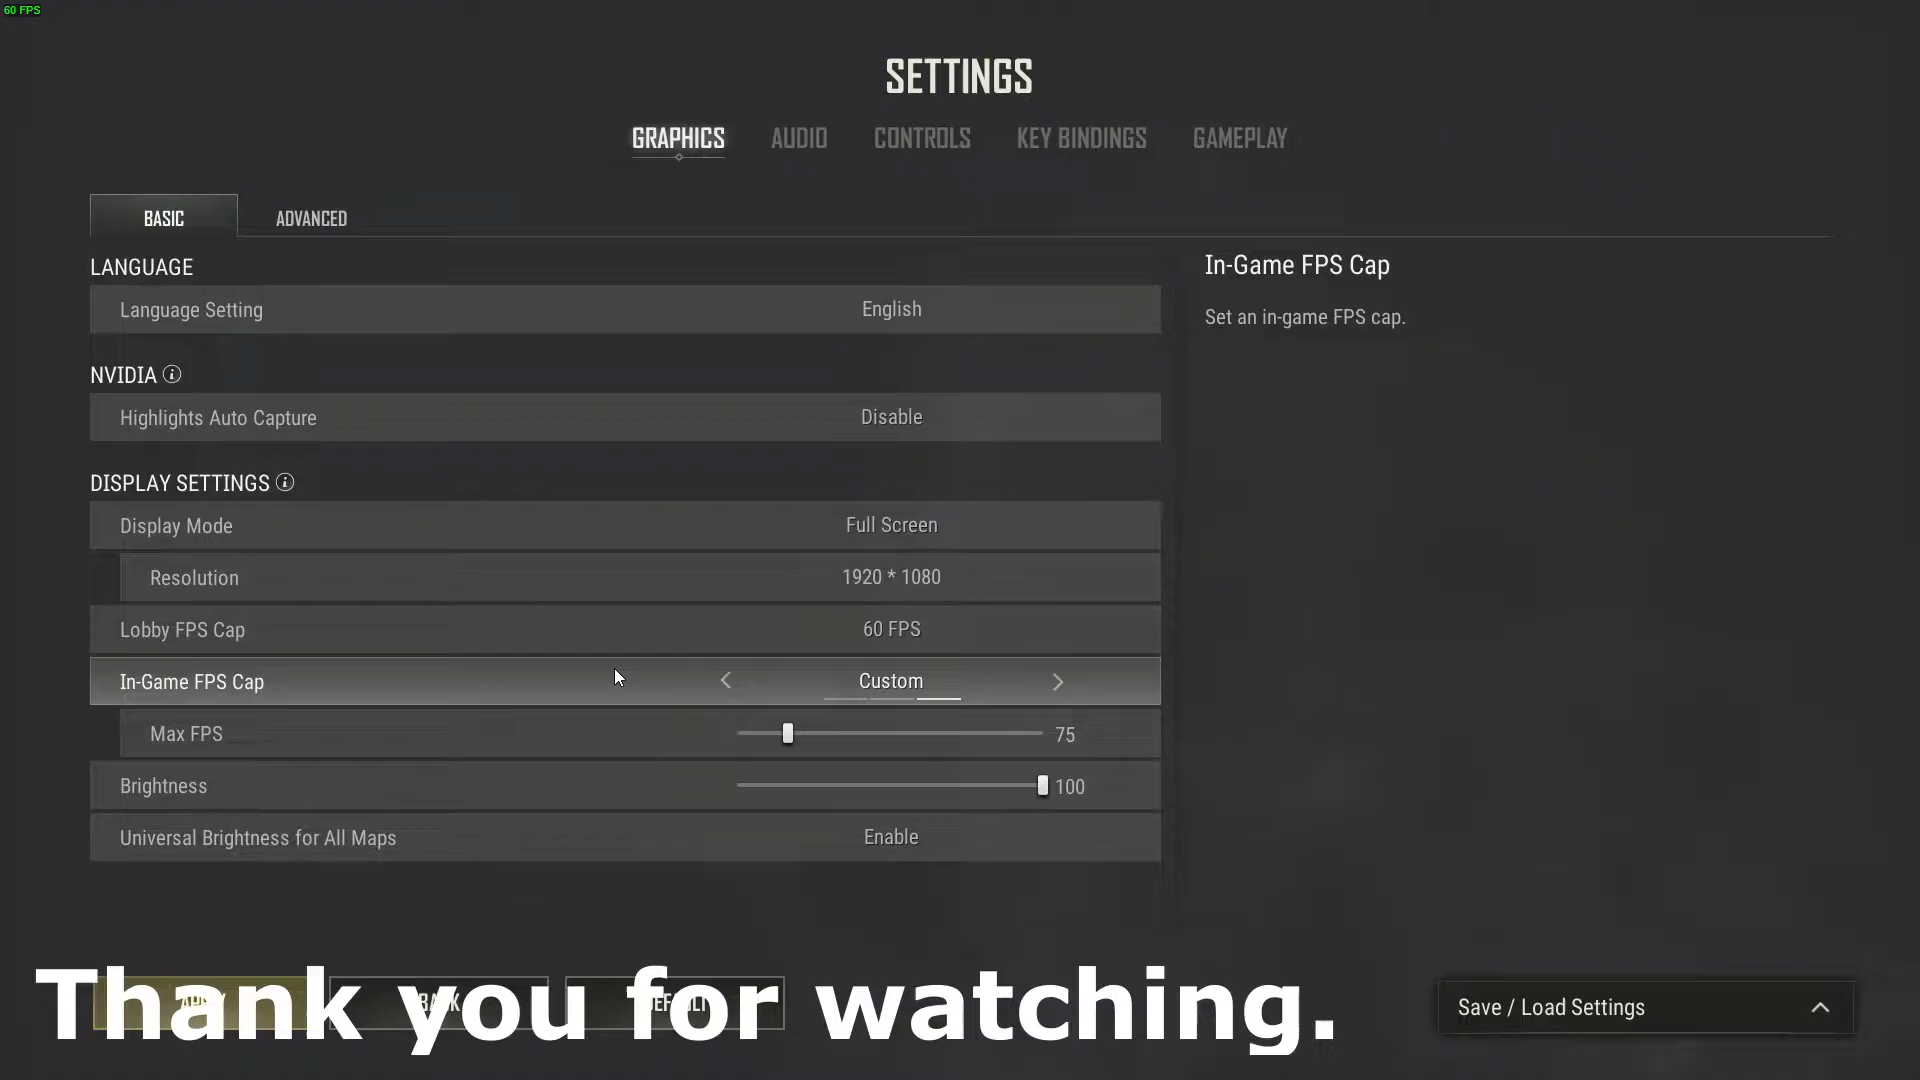 60 FPS
SETTINGS
GRAPHICS AUDIO CONTROLS KEY BINDINGS GAMEPLAY
BASIC ADVANCED
LANGUAGE
Language Setting English
NVIDIA
Highlights Auto Capture Disable
DISPLAY SETTINGS
Display Mode Full Screen
Resolution 1920 * 1080
Lobby FPS Cap 60 FPS
In-Game FPS Cap Custom
Max FPS 75
Brightness 100
Universal Brightness for All Maps Enable
In-Game FPS Cap
Set an in-game FPS cap.
Thank you for watching.
Save / Load Settings